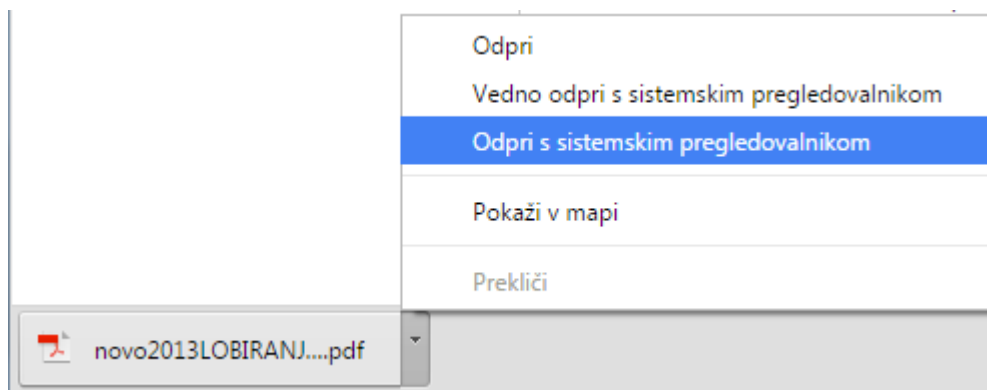 Odpri
Vedno odpri s sistemskim pregledovalnikom
Odpri s sistemskim pregledovalnikom
Pokaži v mapi
Prekliči
novo2013LOBIRANJ....pdf